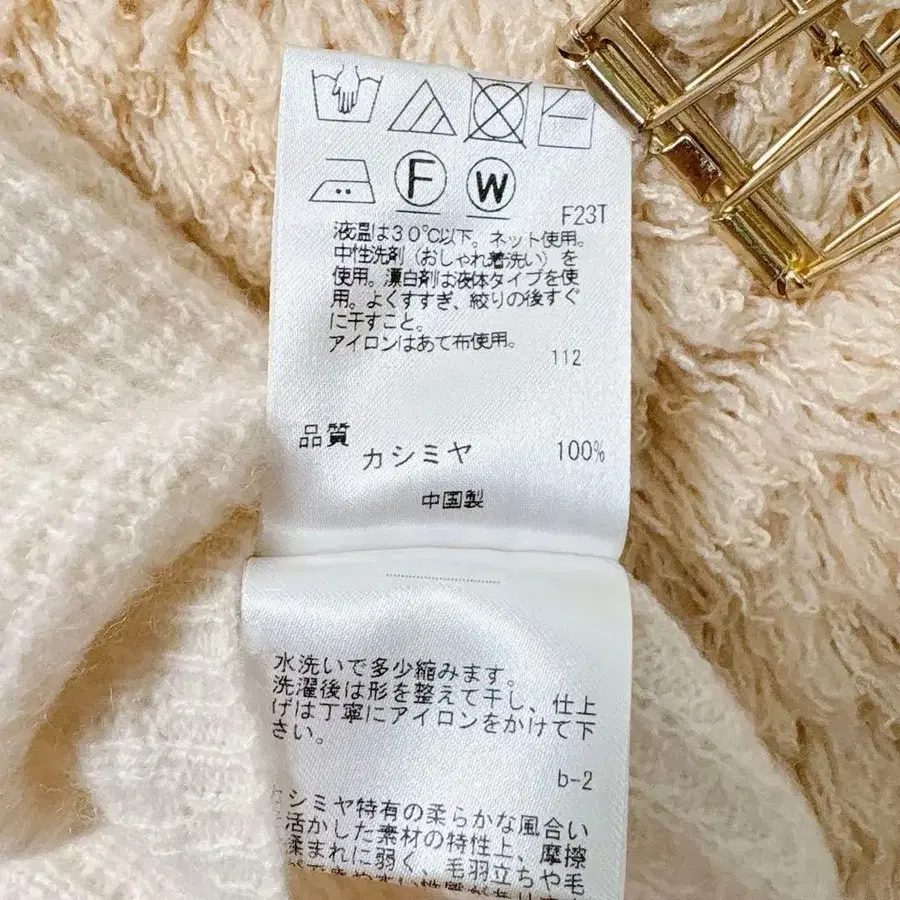 F W
F23T
液温は30℃以下。ネット使用。
中性洗剤（おしゃれ着洗い）を
使用。漂白剤は液体タイプを使
用。よくすすぎ、絞りの後すぐ
に干すこと。
アイロンはあて布使用。
112
品質
カシミヤ 100%
中国製
水洗いで多少縮みます。
洗濯後は形を整えて干し、仕上
げは丁寧にアイロンをかけて下
さい。
b-2
カシミヤ特有の柔らかな風合い
を活かした素材の特性上、摩擦
柔まれに弱く、毛羽立ちや毛